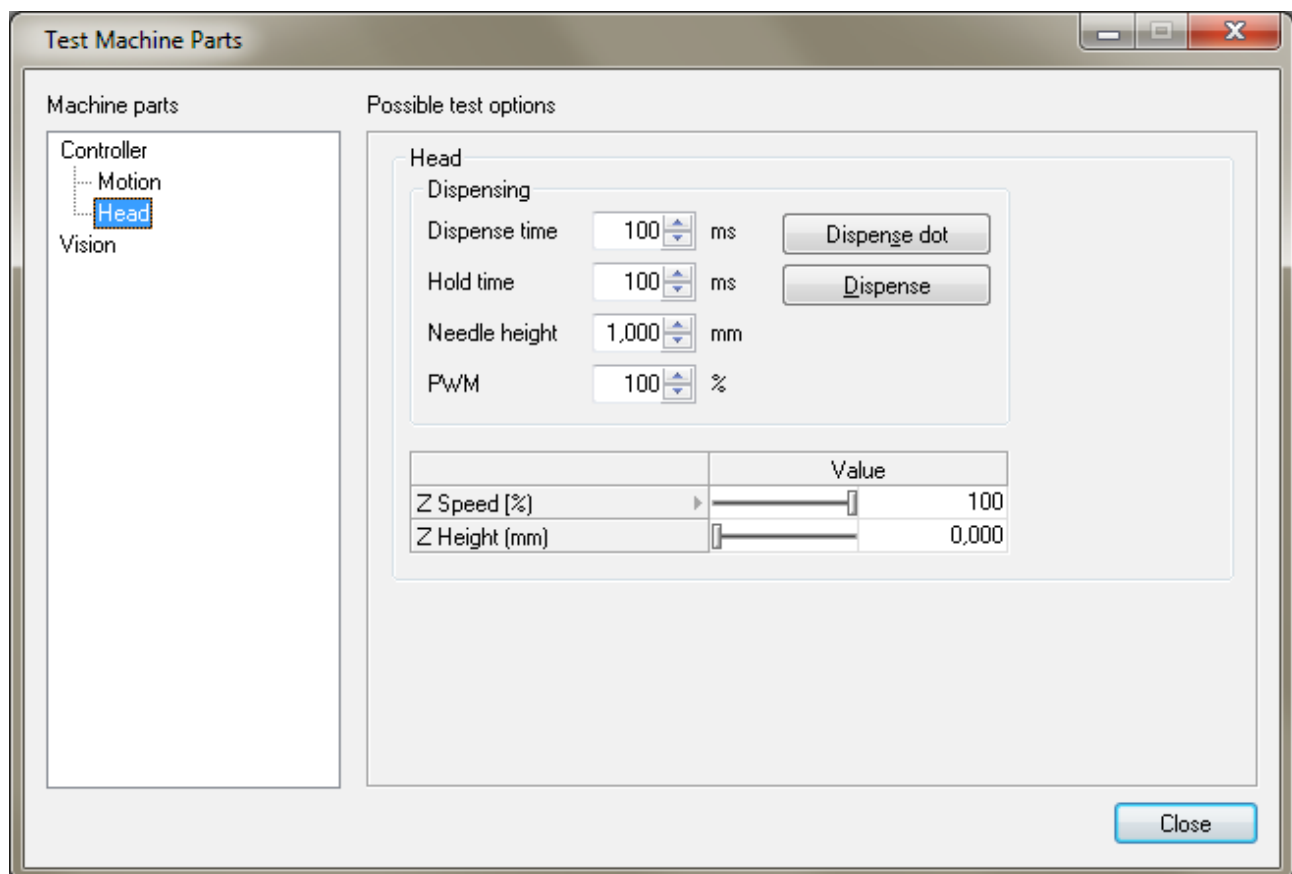 Test Machine Parts
Machine parts
Possible test options
Controller
Motion
Head
Vision
Head
Dispensing
Dispense time 100 ms Dispense dot
Hold time 100 ms Dispense
Needle height 1,000 mm
PWM 100 %
Value
Z Speed [%] 100
Z Height (mm) 0,000
Close